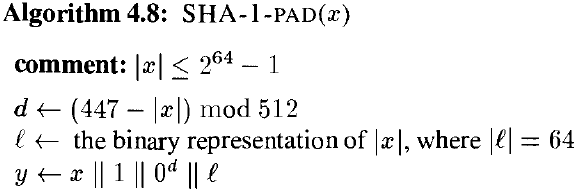 Algorithm 4.8: SHA-1-PAD(x)
comment: |x| ≤ 2^64 − 1
d ← (447 − |x|) mod 512
ℓ ← the binary representation of |x|, where |ℓ| = 64
y ← x ∥ 1 ∥ 0^d ∥ ℓ